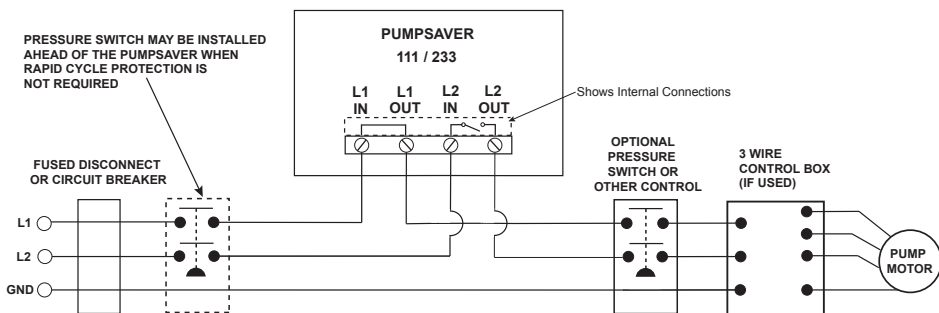 PRESSURE SWITCH MAY BE INSTALLED
AHEAD OF THE PUMPSAVER WHEN
RAPID CYCLE PROTECTION IS
NOT REQUIRED
PUMPSAVER
111 / 233
L1 L1 L2 L2
IN OUT IN OUT
Shows Internal Connections
FUSED DISCONNECT
OR CIRCUIT BREAKER
OPTIONAL
PRESSURE
SWITCH OR
OTHER CONTROL
3 WIRE
CONTROL BOX
(IF USED)
L1
L2
GND
PUMP
MOTOR